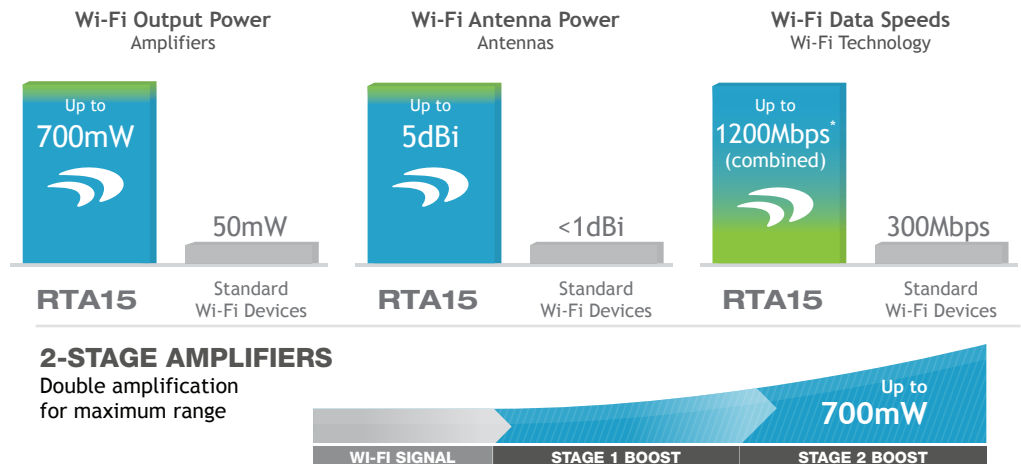 Wi-Fi Output Power
Amplifiers
Up to
700mW
50mW
RTA15
Standard
Wi-Fi Devices
Wi-Fi Antenna Power
Antennas
Up to
5dBi
<1dBi
RTA15
Standard
Wi-Fi Devices
Wi-Fi Data Speeds
Wi-Fi Technology
Up to
1200Mbps*
(combined)
300Mbps
RTA15
Standard
Wi-Fi Devices
2-STAGE AMPLIFIERS
Double amplification
for maximum range
Up to
700mW
WI-FI SIGNAL
STAGE 1 BOOST
STAGE 2 BOOST